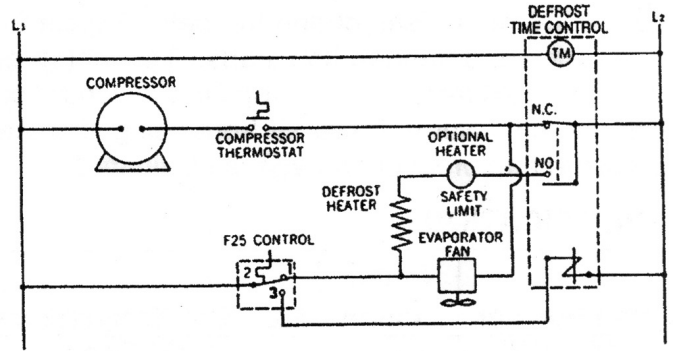 L1
DEFROST
TIME CONTROL
L2
TM
COMPRESSOR
N.C.
COMPRESSOR
THERMOSTAT
OPTIONAL
HEATER
NO
DEFROST
HEATER
SAFETY
LIMIT
F25 CONTROL
EVAPORATOR
FAN
2
1
3